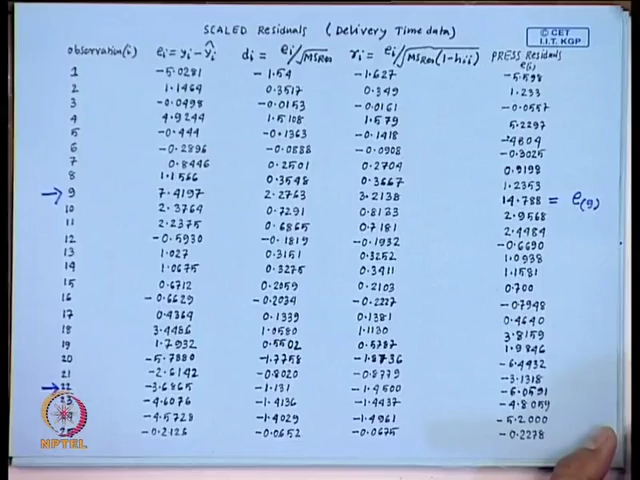 SCALED Residuals (Delivery Time data)
© CET
I.I.T. KGP
observation(i) eᵢ = yᵢ - ŷᵢ dᵢ = eᵢ/√MSRes rᵢ = eᵢ/√MSRes(1-hᵢᵢ) PRESS Residuals e(i)
1 -5.0281 -1.54 -1.627 -5.598
2 1.1464 0.3517 0.349 1.233
3 -0.0498 -0.0153 -0.0161 -0.0557
4 4.9244 1.5108 1.579 5.2297
5 -0.444 -0.1363 -0.1418 -4804
6 -0.2896 -0.0888 -0.0908 -0.3025
7 0.8446 0.2501 0.2704 0.9198
8 1.1566 0.3548 0.3667 1.2353
→ 9 7.4197 2.2763 3.2138 14.788 = e(9)
10 2.3764 0.7291 0.8133 2.9568
11 2.2375 0.6865 0.7181 2.4484
12 -0.5930 -0.1819 -0.1932 -0.6690
13 1.027 0.3151 0.3252 1.0938
14 1.0675 0.3275 0.3411 1.1581
15 0.6712 0.2059 0.2103 0.700
16 -0.6629 -0.2034 -0.2227 -0.7948
17 0.4364 0.1339 0.1381 0.4640
18 3.4486 1.0580 1.1130 3.8159
19 1.7932 0.5502 0.5787 1.9846
20 -5.7880 -1.7758 -1.8736 -6.4432
21 -2.6142 -0.8020 -0.8779 -3.1318
→ 22 -3.6865 -1.131 -1.4500 -6.0591
23 -4.6076 -1.4136 -1.4437 -4.8059
24 -4.5728 -1.4029 -1.4961 -5.2000
25 -0.2126 -0.0652 -0.0675 -0.2278
NPTEL